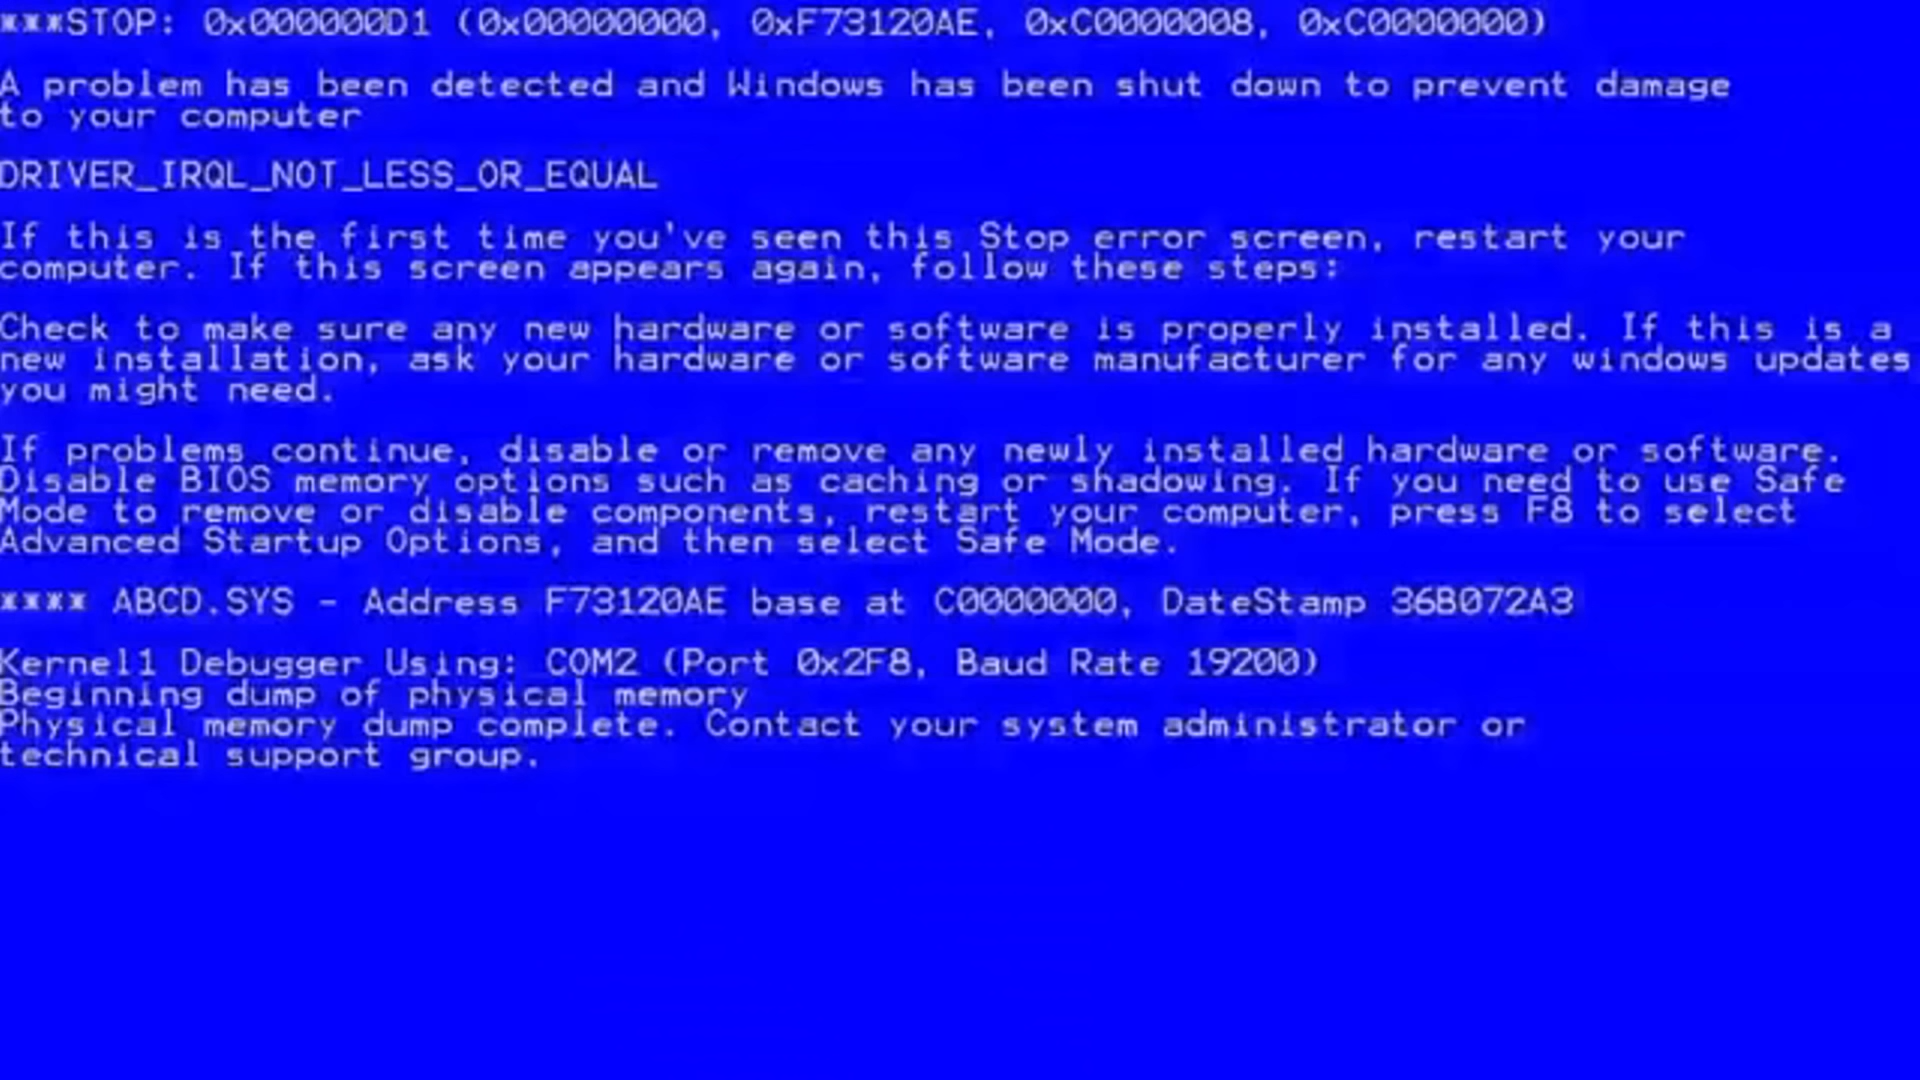 ***STOP: 0x000000D1 (0x00000000, 0xF73120AE, 0xC0000008, 0xC0000000)
A problem has been detected and Windows has been shut down to prevent damage
to your computer
DRIVER_IRQL_NOT_LESS_OR_EQUAL
If this is the first time you've seen this Stop error screen, restart your
computer. If this screen appears again, follow these steps:
Check to make sure any new hardware or software is properly installed. If this is a
new installation, ask your hardware or software manufacturer for any windows updates
you might need.
If problems continue, disable or remove any newly installed hardware or software.
Disable BIOS memory options such as caching or shadowing. If you need to use Safe
Mode to remove or disable components, restart your computer, press F8 to select
Advanced Startup Options, and then select Safe Mode.
**** ABCD.SYS - Address F73120AE base at C0000000, DateStamp 36B072A3
Kernel1 Debugger Using: COM2 (Port 0x2F8, Baud Rate 19200)
Beginning dump of physical memory
Physical memory dump complete. Contact your system administrator or
technical support group.